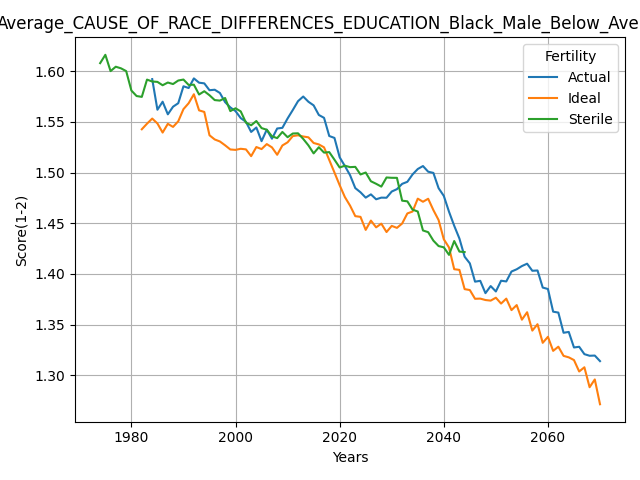 Average_CAUSE_OF_RACE_DIFFERENCES_EDUCATION_Black_Male_Below_Ave
Fertility
Actual
Ideal
Sterile
Score(1-2)
1.60
1.55
1.50
1.45
1.40
1.35
1.30
1980
2000
2020
2040
2060
Years